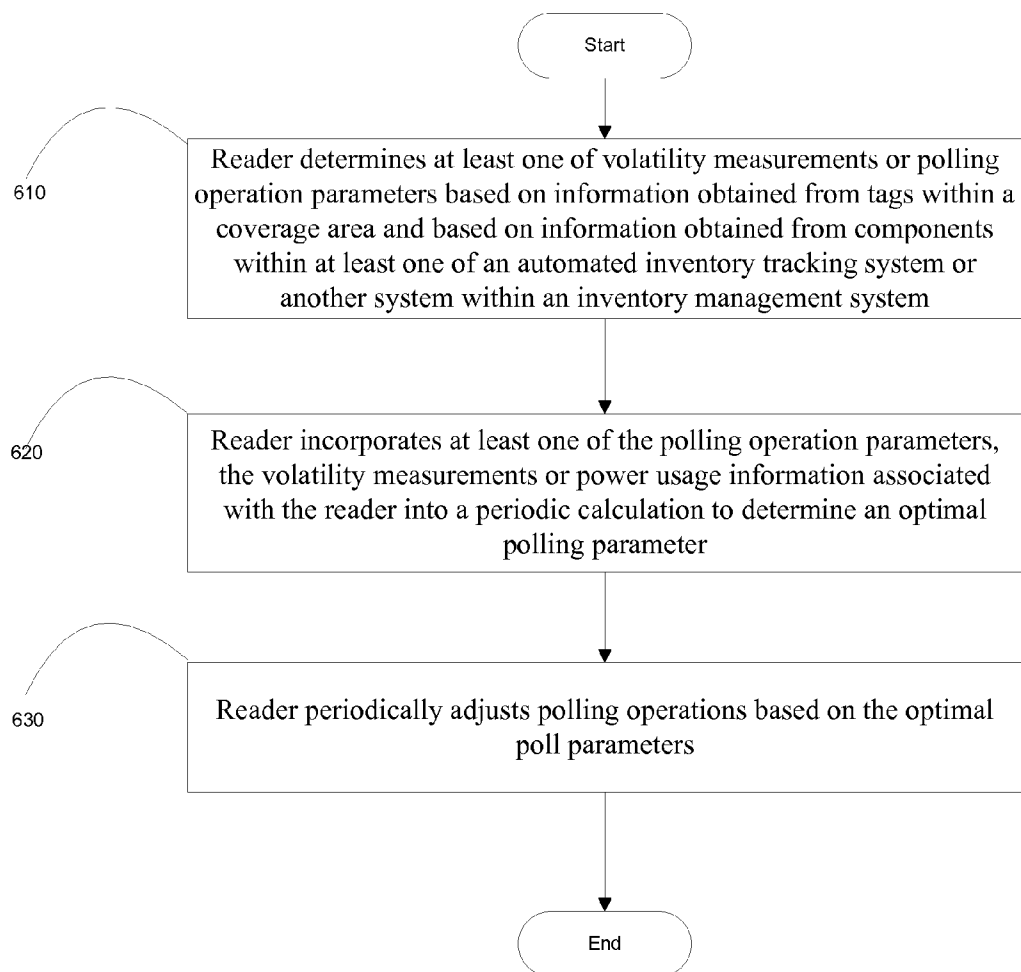 Start
610
Reader determines at least one of volatility measurements or polling
operation parameters based on information obtained from tags within a
coverage area and based on information obtained from components
within at least one of an automated inventory tracking system or
another system within an inventory management system
620
Reader incorporates at least one of the polling operation parameters,
the volatility measurements or power usage information associated
with the reader into a periodic calculation to determine an optimal
polling parameter
630
Reader periodically adjusts polling operations based on the optimal
poll parameters
End